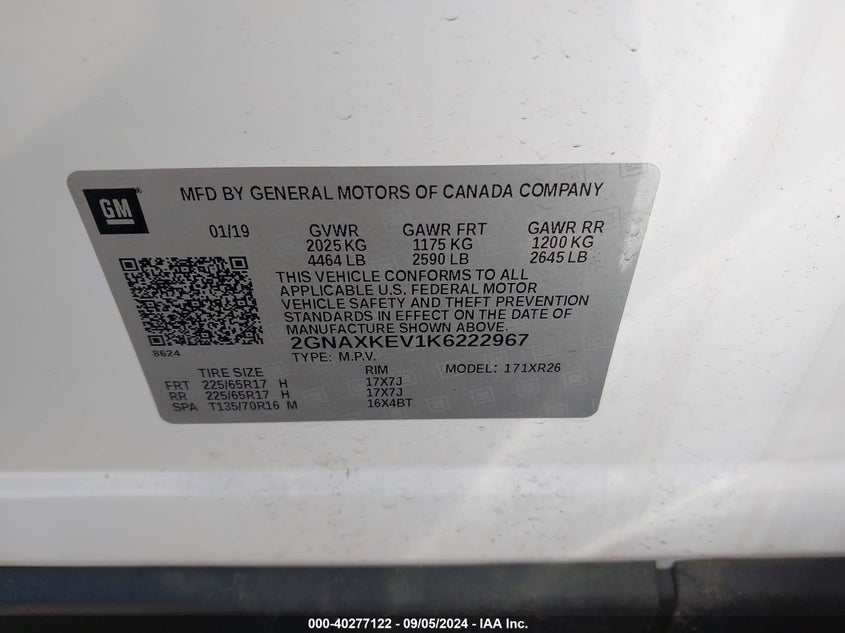 GM
MFD BY GENERAL MOTORS OF CANADA COMPANY
01/19 GVWR GAWR FRT GAWR RR
2025 KG 1175 KG 1200 KG
4464 LB 2590 LB 2645 LB
THIS VEHICLE CONFORMS TO ALL
APPLICABLE U.S. FEDERAL MOTOR
VEHICLE SAFETY AND THEFT PREVENTION
STANDARDS IN EFFECT ON THE DATE OF
MANUFACTURE SHOWN ABOVE.
8624
2GNAXKEV1K6222967
TYPE: M.P.V.
TIRE SIZE RIM MODEL: 171XR26
FRT 225/65R17 H 17X7J
RR 225/65R17 H 17X7J
SPA T135/70R16 M 16X4BT
000-40277122 - 09/05/2024 - IAA Inc.